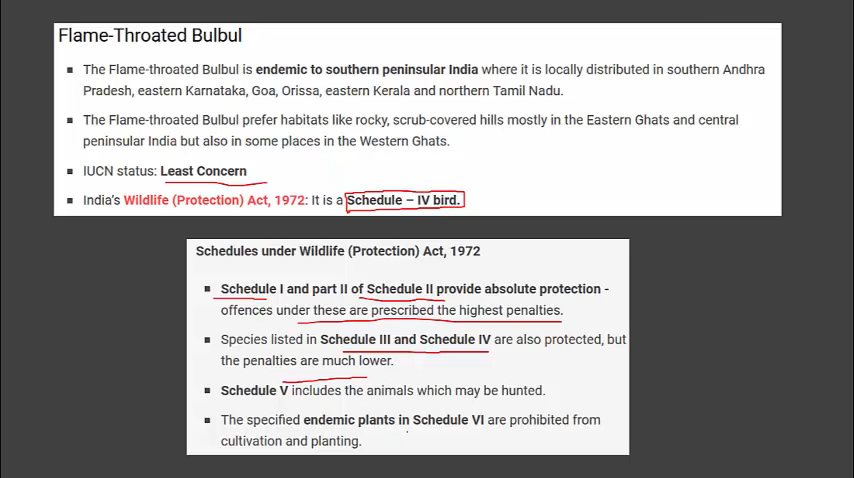 Flame-Throated Bulbul
▪ The Flame-throated Bulbul is endemic to southern peninsular India where it is locally distributed in southern Andhra
Pradesh, eastern Karnataka, Goa, Orissa, eastern Kerala and northern Tamil Nadu.
▪ The Flame-throated Bulbul prefer habitats like rocky, scrub-covered hills mostly in the Eastern Ghats and central
peninsular India but also in some places in the Western Ghats.
▪ IUCN status: Least Concern
▪ India's Wildlife (Protection) Act, 1972: It is a Schedule – IV bird.
Schedules under Wildlife (Protection) Act, 1972
▪ Schedule I and part II of Schedule II provide absolute protection -
offences under these are prescribed the highest penalties.
▪ Species listed in Schedule III and Schedule IV are also protected, but
the penalties are much lower.
▪ Schedule V includes the animals which may be hunted.
▪ The specified endemic plants in Schedule VI are prohibited from
cultivation and planting.